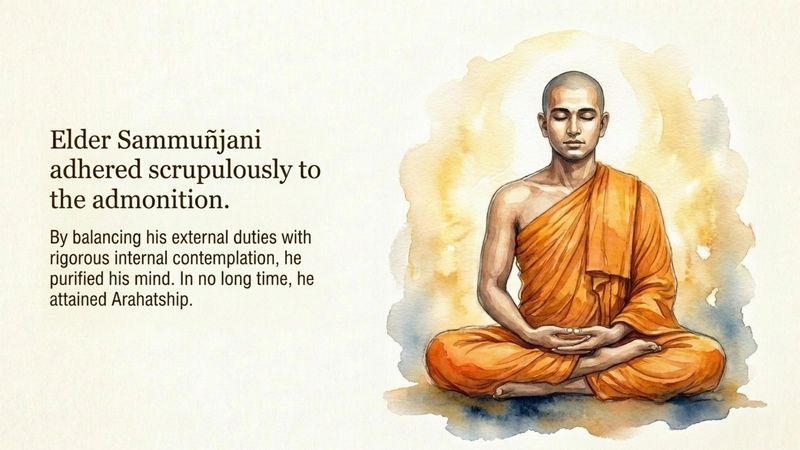 Elder Sammuñjani
adhered scrupulously to
the admonition.
By balancing his external duties with
rigorous internal contemplation, he
purified his mind. In no long time, he
attained Arahatship.